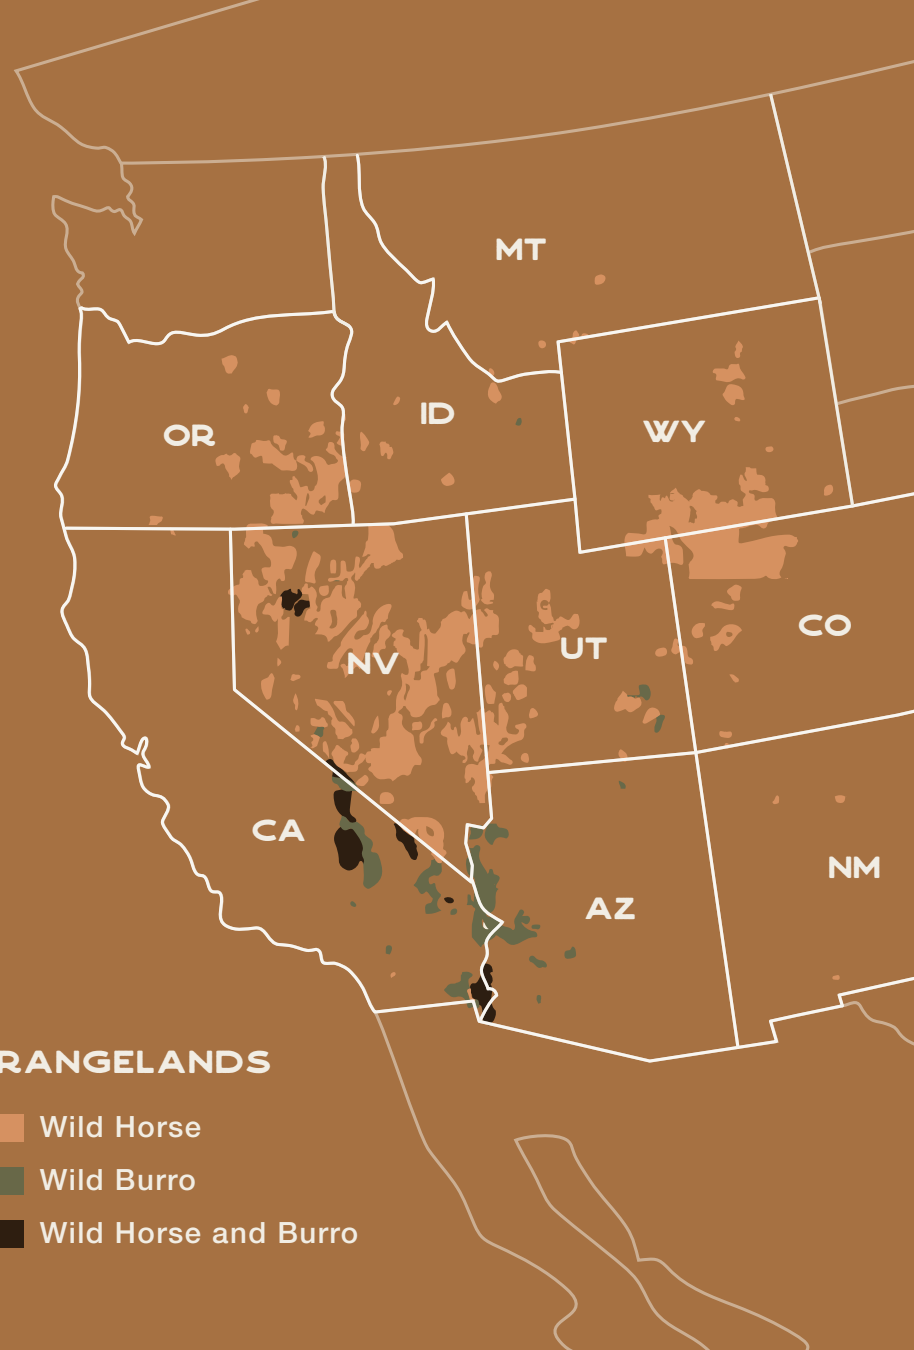 MT
ID
OR
WY
CO
UT
NV
CA
NM
AZ
RANGELANDS
Wild Horse
Wild Burro
Wild Horse and Burro